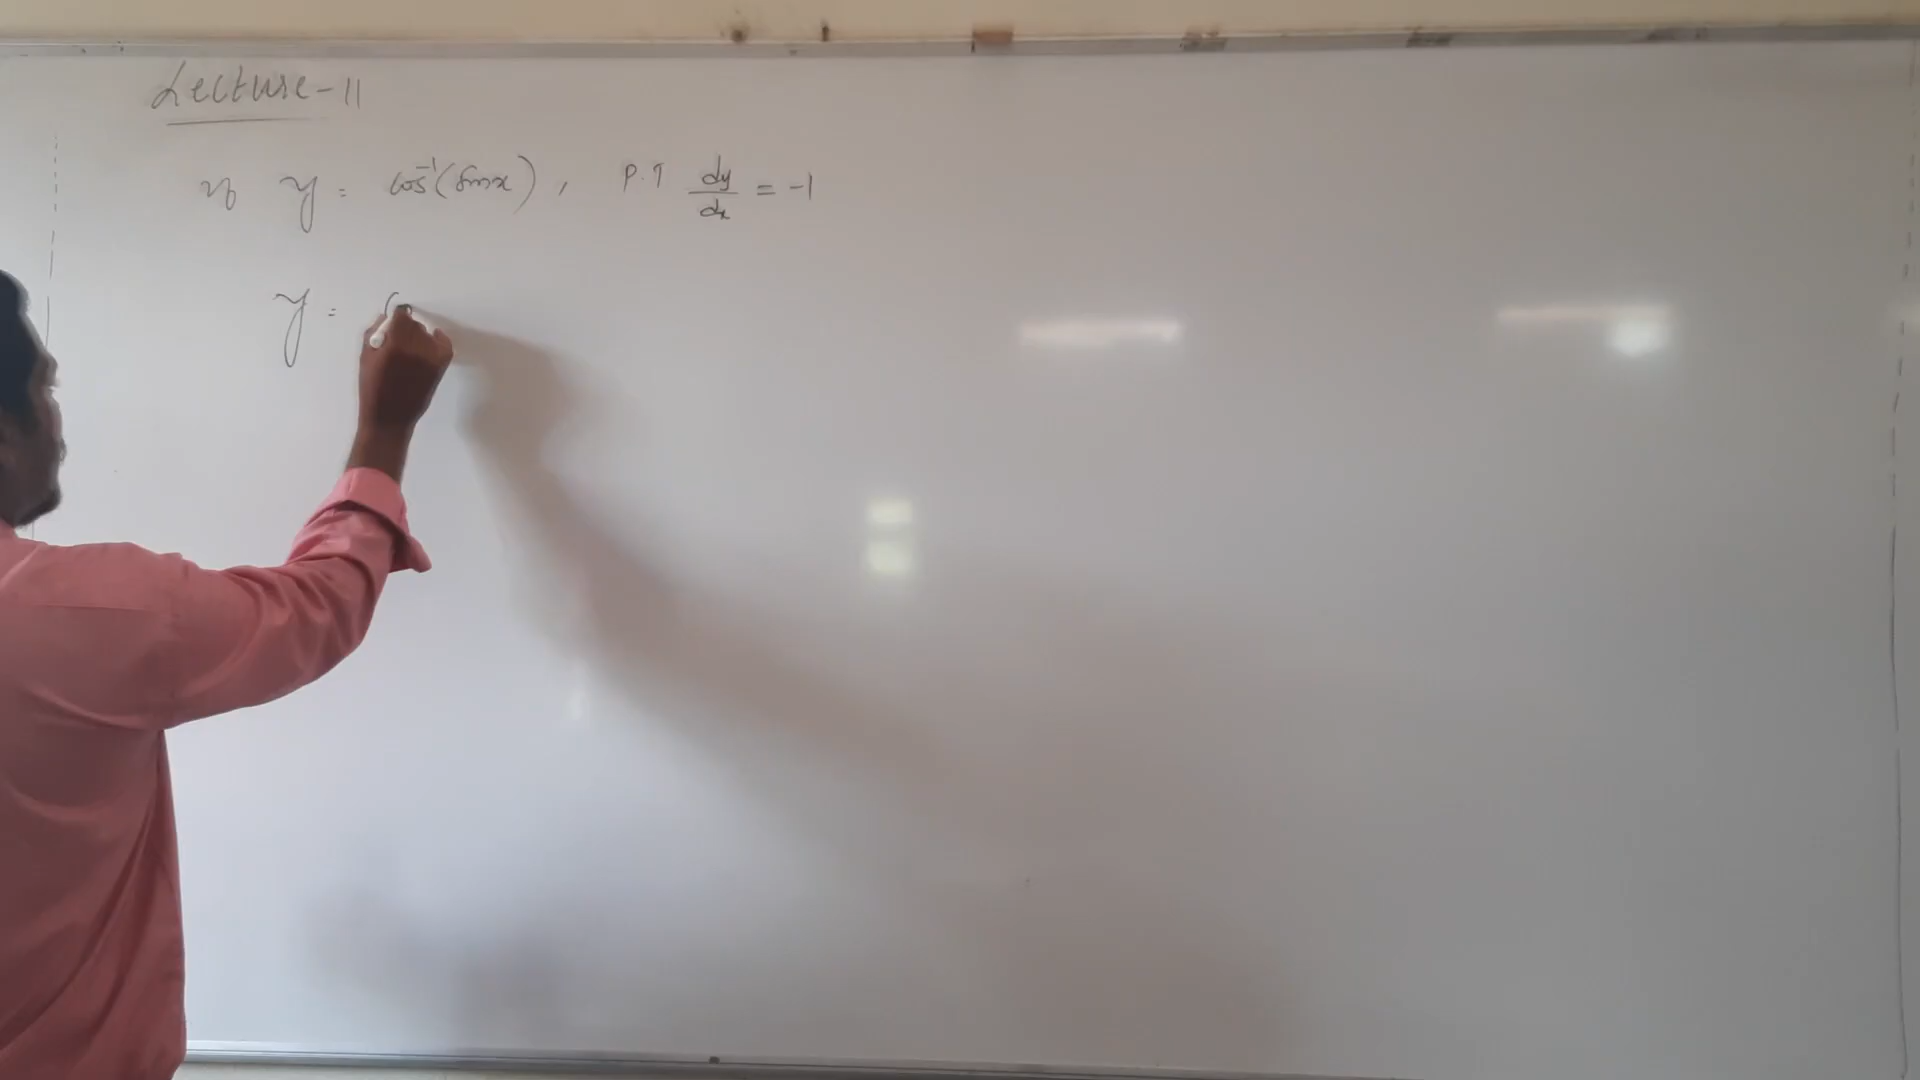 Lecture-11
If y = cos⁻¹(sinx), P.T dy/dx = -1
y =